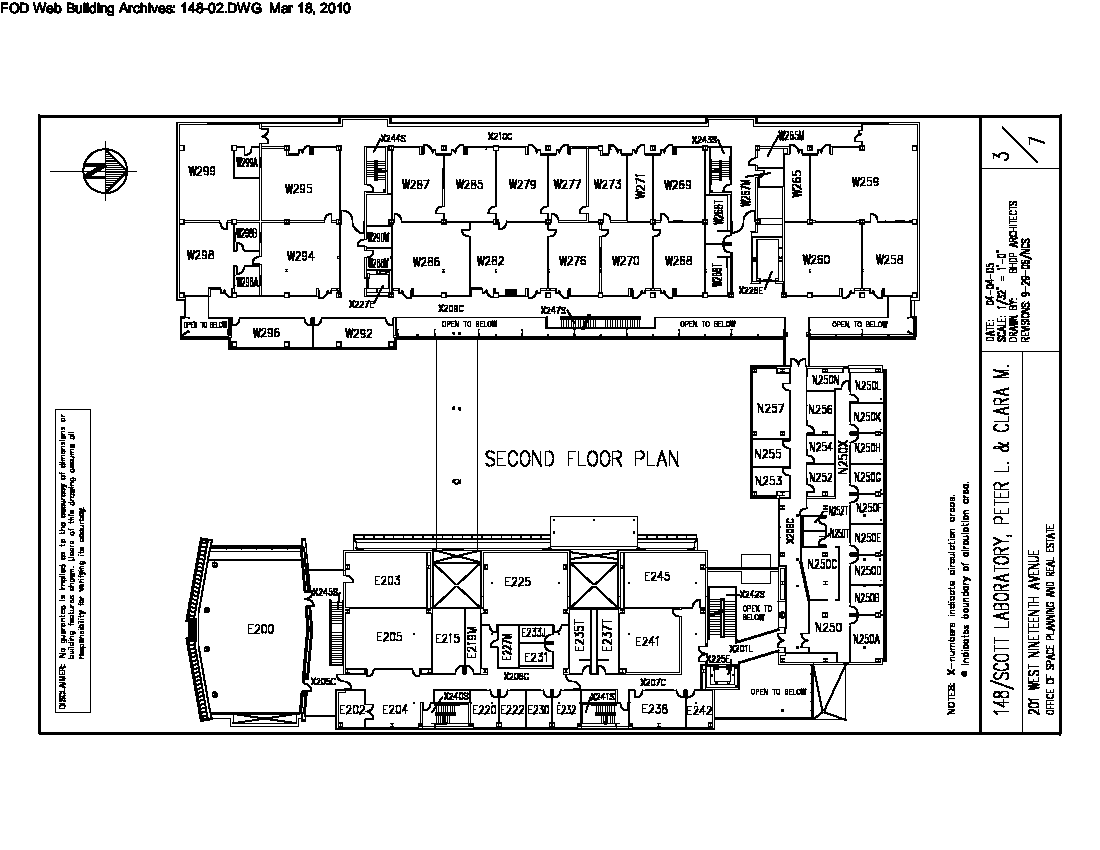 FOD Web Building Archives: 148-02.DWG Mar 18, 2010
X244S
X210C
X243S
W265M
W299
W299A
W295
W287
W285
W279
W277
W273
W271
W269
W267M
W265
W259
W268T
W298
W298B
W298A
W294
W290M
W288M
W286
W282
W276
W270
W268
W266T
W260
W258
X227E
X208C
X247S
X228E
OPEN TO BELOW
W296
W292
OPEN TO BELOW
OPEN TO BELOW
OPEN TO BELOW
N257
N250N
N250L
N256
N250K
N255
N254
N250X
N250H
N253
N252
N250G
N252T
N250F
X209C
N250T
N250E
N250C
N250D
N250B
N250
N250A
SECOND FLOOR PLAN
E200
X245S
E203
E225
E245
X242S
OPEN TO
BELOW
E205
E215
E219M
E227M
E233J
E231
E235T
E237T
E241
X201L
X225E
X205C
X206C
X207C
OPEN TO BELOW
E202
E204
X240S
E220
E222
E230
E232
X241S
E238
E242
DISCLAIMER: No guarantee is implied as to the accuracy of dimensions or
building features shown. Users of this drawing assume all
responsibility for verifying its accuracy.
NOTES: X-numbers indicate circulation areas.
indicates boundary of circulation area.
3/7
DATE: 04-04-05
SCALE: 1/32" = 1'-0"
DRAWN BY: BHDP ARCHITECTS
REVISIONS 9-29-05/NCS
148/SCOTT LABORATORY, PETER L. & CLARA M.
201 WEST NINETEENTH AVENUE
OFFICE OF SPACE PLANNING AND REAL ESTATE
N